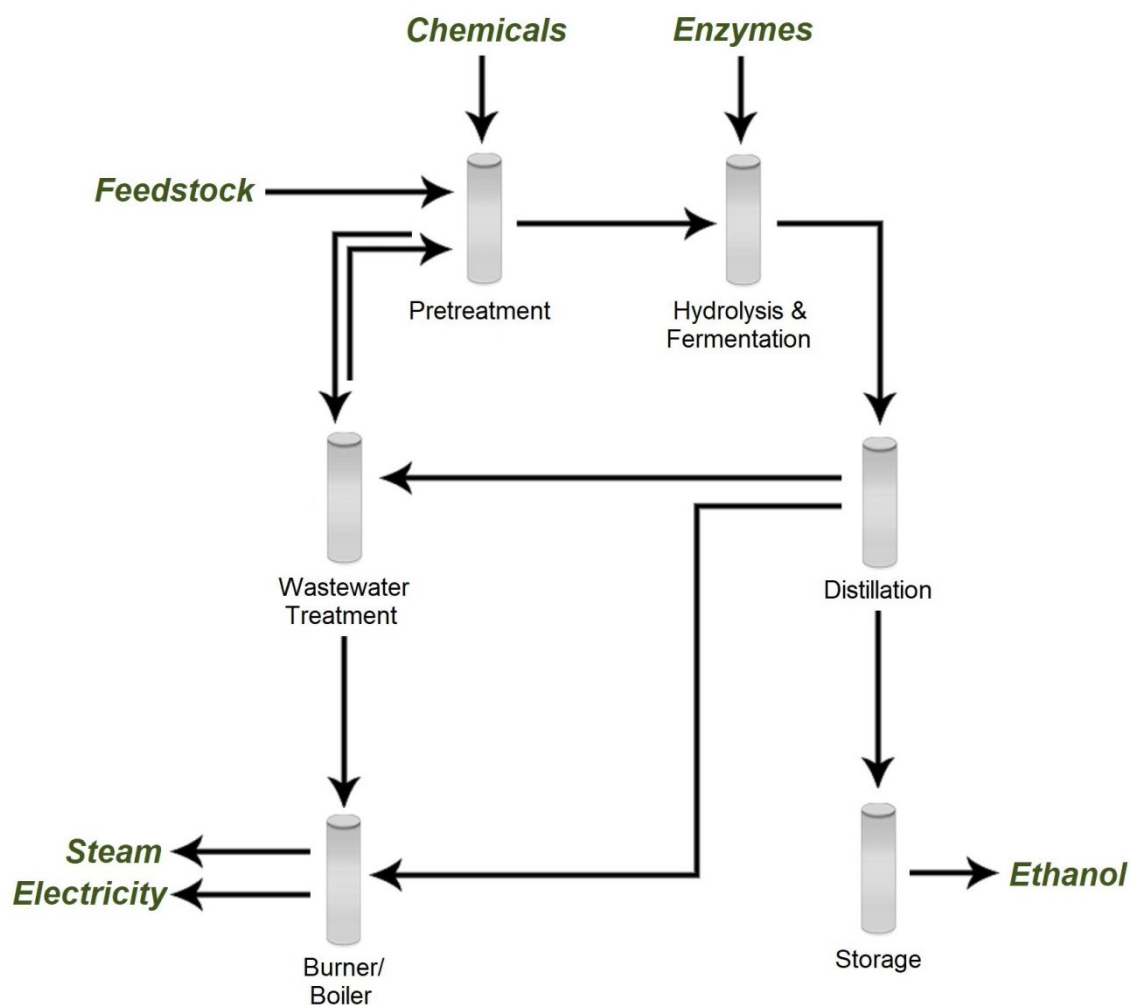 Chemicals
Enzymes
Feedstock
Pretreatment
Hydrolysis &
Fermentation
Wastewater
Treatment
Distillation
Steam
Electricity
Ethanol
Burner/
Boiler
Storage